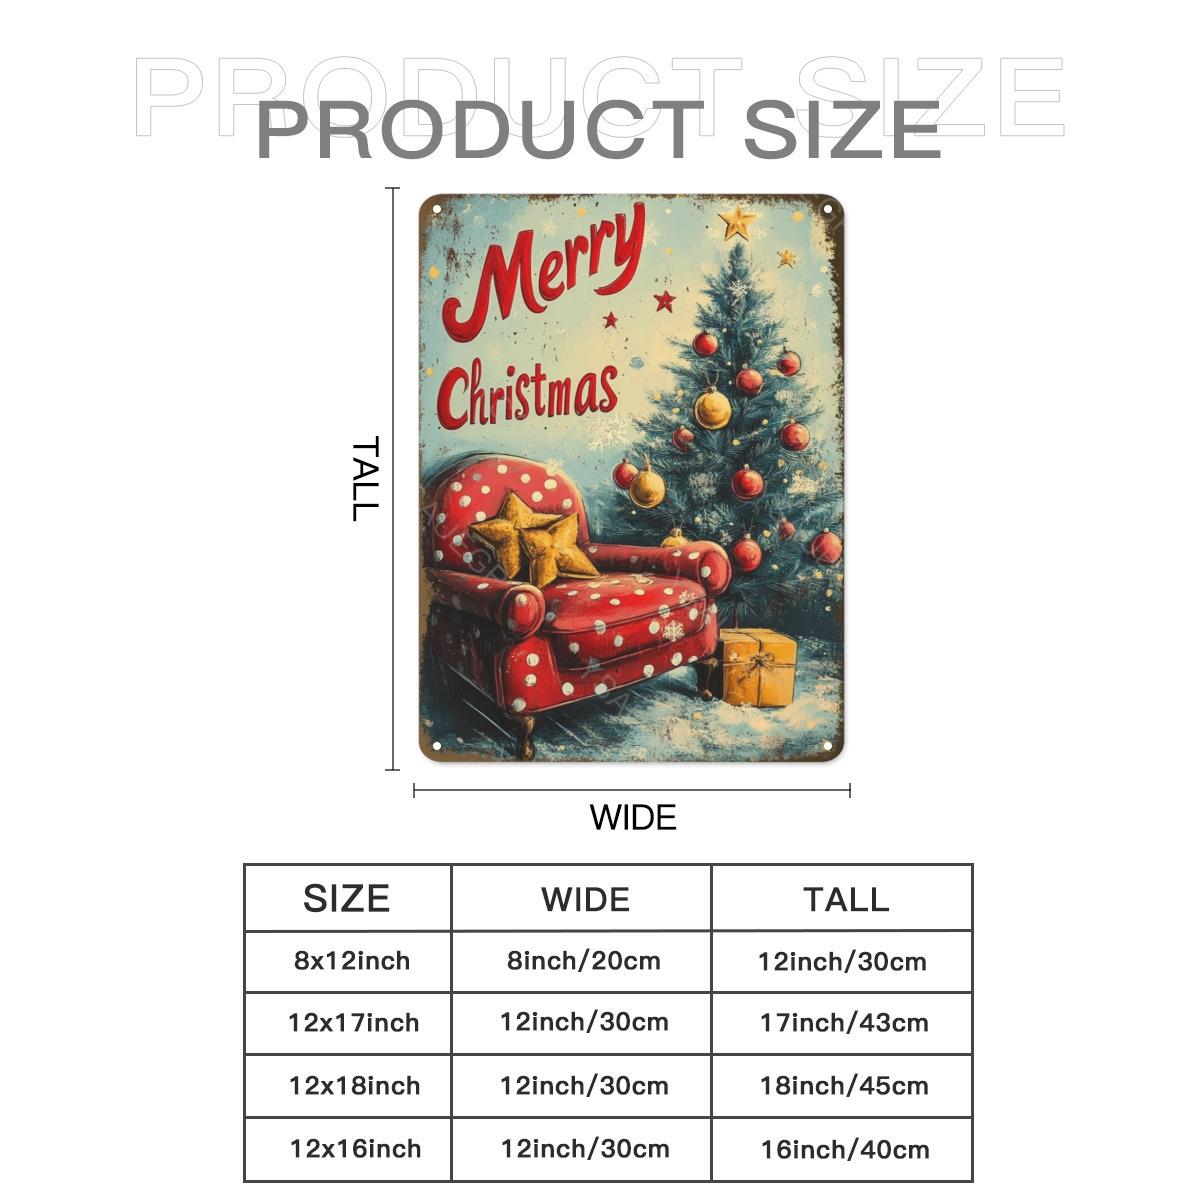 PRODUCT SIZE
PRODUCT SIZE
Merry
Christmas
TALL
WIDE
SIZE WIDE TALL
8x12inch 8inch/20cm 12inch/30cm
12x17inch 12inch/30cm 17inch/43cm
12x18inch 12inch/30cm 18inch/45cm
12x16inch 12inch/30cm 16inch/40cm